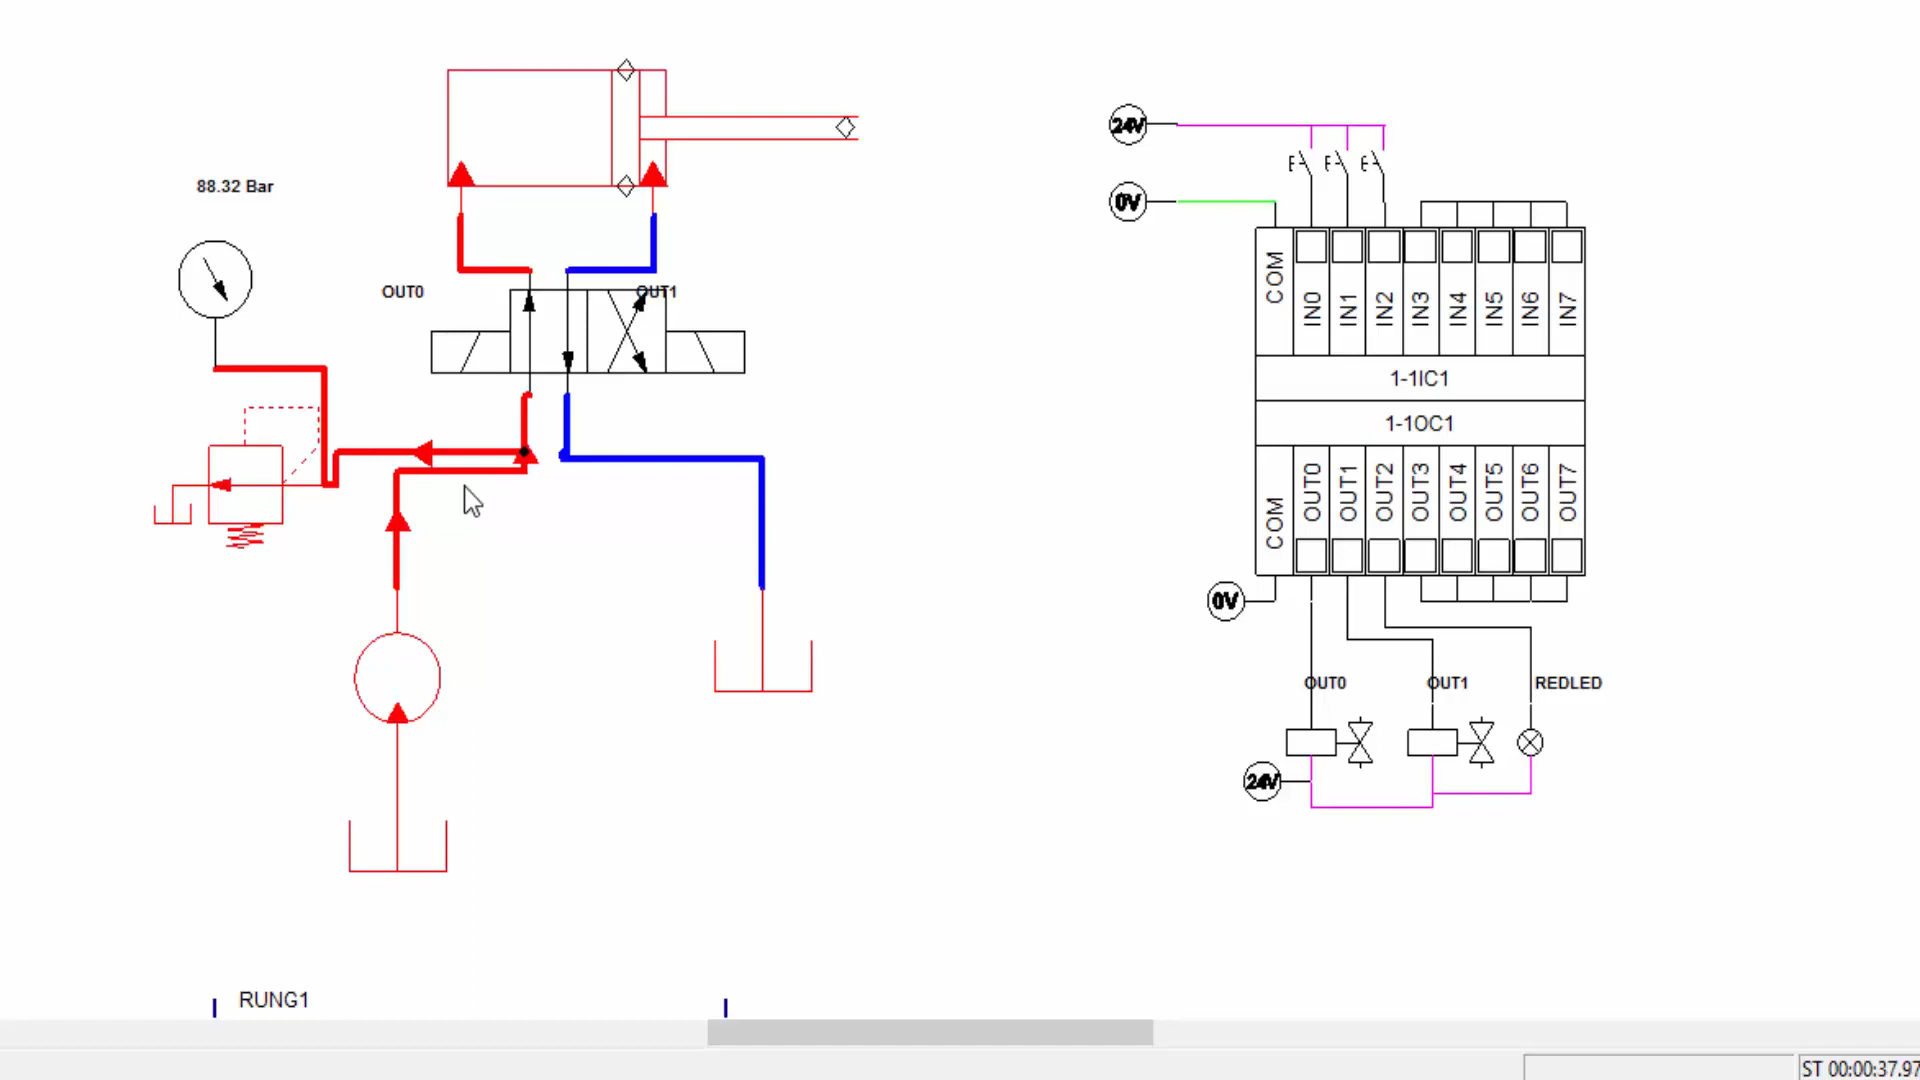 88.32 Bar
OUT0
OUT1
RUNG1
24V
0V
COM
IN0
IN1
IN2
IN3
IN4
IN5
IN6
IN7
1-1IC1
1-1OC1
COM
OUT0
OUT1
OUT2
OUT3
OUT4
OUT5
OUT6
OUT7
0V
OUT0
OUT1
REDLED
24V
ST 00:00:37.97